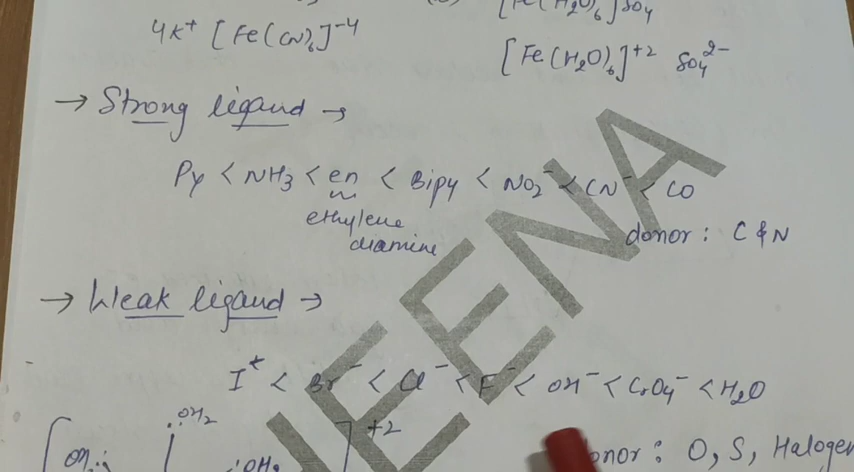 [Fe(H2O)6]SO4
4K+ [Fe(CN)6]-4
[Fe(H2O)6]+2 SO4 2-
→ Strong ligand →
Py < NH3 < en < Bipy < NO2- < CN- < CO
ethylene
diamine
donor : C & N
→ Weak ligand →
I < Br- < Cl- < F- < OH- < C2O4- < H2O
OH2
+2
donor : O, S, Halogen
OH2
MEENA